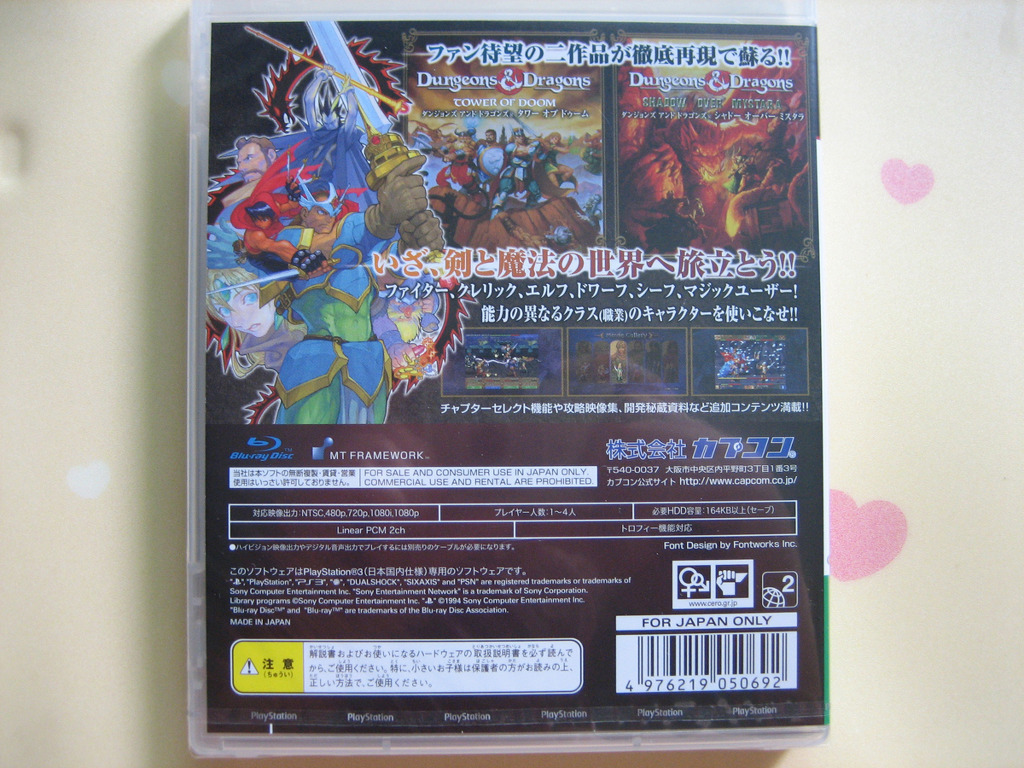 ファン待望の二作品が徹底再現で蘇る!!
Dungeons & Dragons
TOWER OF DOOM
ダンジョンズ アンド ドラゴンズ® タワー オブ ドゥーム
Dungeons & Dragons
SHADOW OVER MYSTARA
ダンジョンズ アンド ドラゴンズ® シャドー オーバー ミスタラ
いざ、剣と魔法の世界へ旅立とう!!
ファイター、クレリック、エルフ、ドワーフ、シーフ、マジックユーザー!
能力の異なるクラス(職業)のキャラクターを使いこなせ!!
チャプターセレクト機能や攻略映像集、開発秘蔵資料など追加コンテンツ満載!!
Blu-ray Disc™
MT FRAMEWORK™
株式会社 カプコン®
〒540-0037 大阪市中央区内平野町3丁目1番3号
カプコン公式サイト http://www.capcom.co.jp/
当社は本ソフトの無断複製・賃貸・営業
使用はいっさい許可しておりません。
FOR SALE AND CONSUMER USE IN JAPAN ONLY.
COMMERCIAL USE AND RENTAL ARE PROHIBITED.
対応映像出力:NTSC,480p,720p,1080i,1080p
プレイヤー人数:1~4人
必要HDD容量:164KB以上(セーブ)
Linear PCM 2ch
トロフィー機能対応
●ハイビジョン映像出力やデジタル音声出力でプレイするには別売りのケーブルが必要になります。
Font Design by Fontworks Inc.
このソフトウェアはPlayStation®3(日本国内仕様)専用のソフトウェアです。
"PlayStation", "PS3", "DUALSHOCK", "SIXAXIS" and "PSN" are registered trademarks or trademarks of
Sony Computer Entertainment Inc. "Sony Entertainment Network" is a trademark of Sony Corporation.
Library programs ©Sony Computer Entertainment Inc. ©1994 Sony Computer Entertainment Inc.
"Blu-ray Disc™" and "Blu-ray™" are trademarks of the Blu-ray Disc Association.
MADE IN JAPAN
www.cero.gr.jp
2
FOR JAPAN ONLY
4 976219 050692
注意
(ちゅうい)
解説書およびお使いになるハードウェアの取扱説明書を必ず読んで
から、ご使用ください。特に、小さいお子様は保護者の方がお読みの上、
正しい方法で、ご使用ください。
PlayStation PlayStation PlayStation PlayStation PlayStation PlayStation